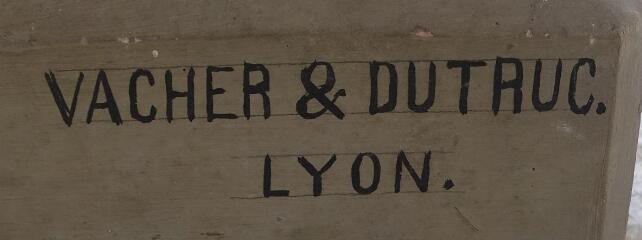 VACHER & DUTRUC.
LYON.